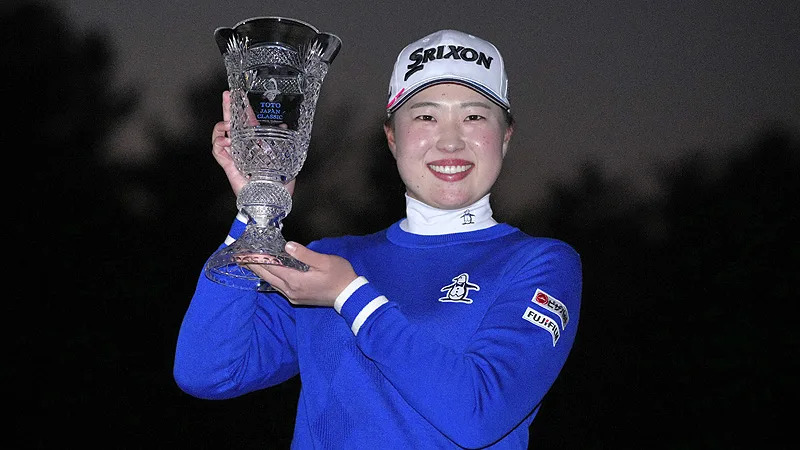 SRIXON
TOTO
JAPAN
CLASSIC
FUJIFILM